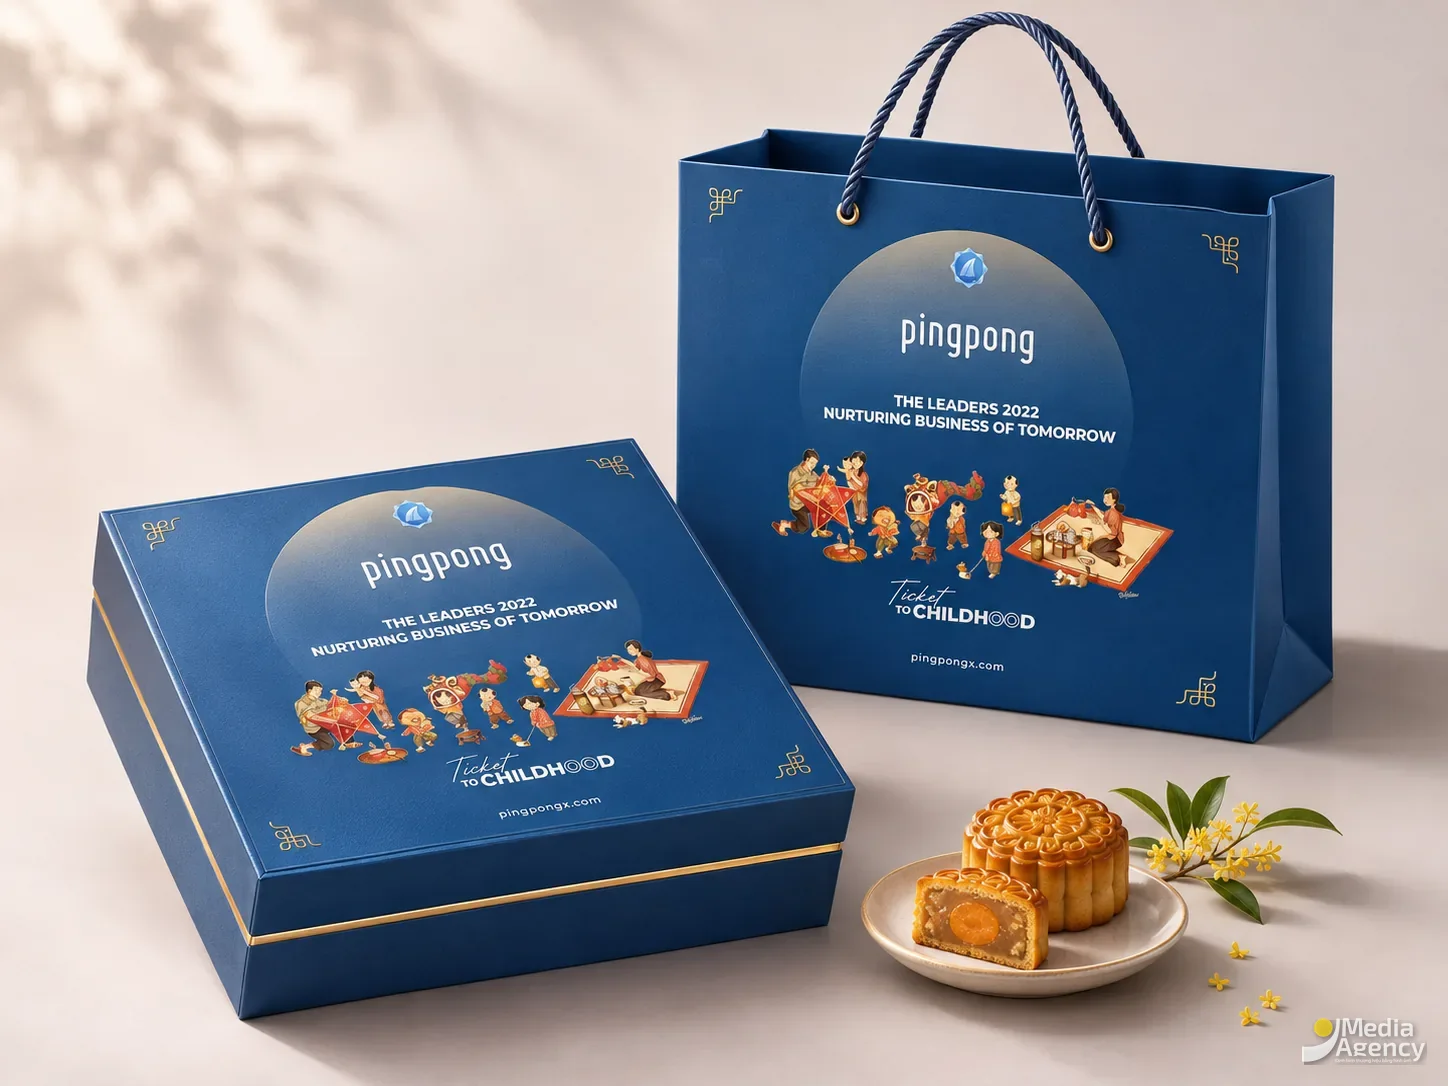 pingpong
THE LEADERS 2022
NURTURING BUSINESS OF TOMORROW
Ticket
TO CHILDHOOD
pingpongx.com
pingpong
THE LEADERS 2022
NURTURING BUSINESS OF TOMORROW
Ticket
TO CHILDHOOD
pingpongx.com
Media
Agency